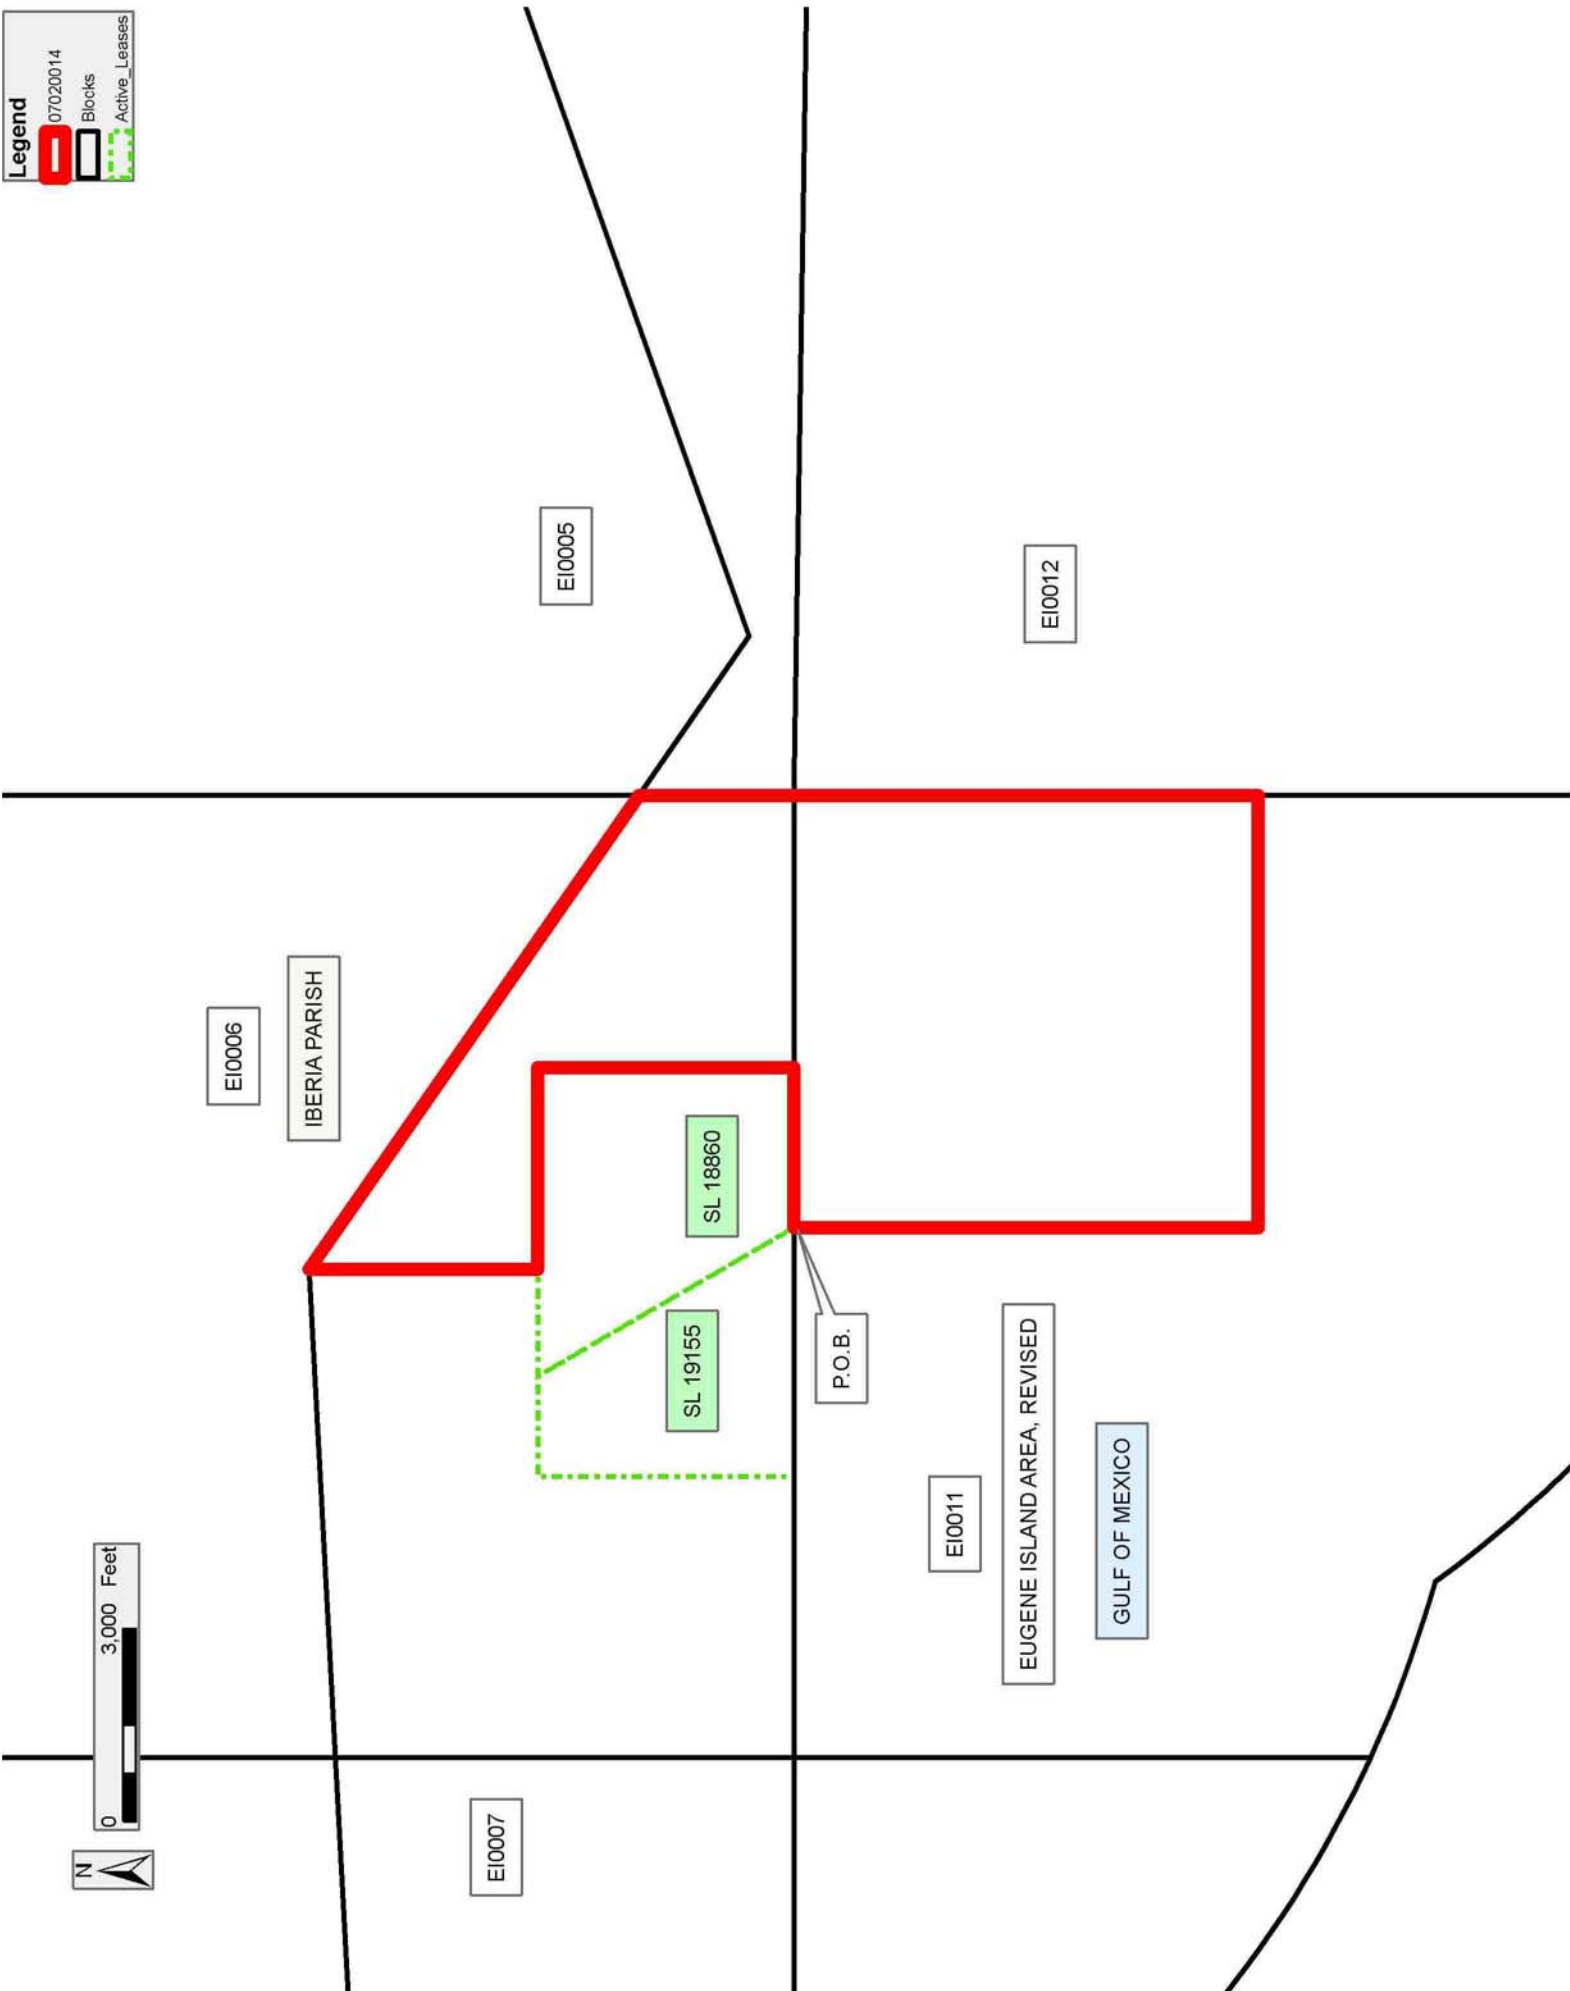 Legend
07020014
Blocks
Active_Leases
EI0005
EI0012
EI0006
IBERIA PARISH
SL 18860
SL 19155
P.O.B.
EI0011
EUGENE ISLAND AREA, REVISED
GULF OF MEXICO
EI0007
N
0 3,000 Feet